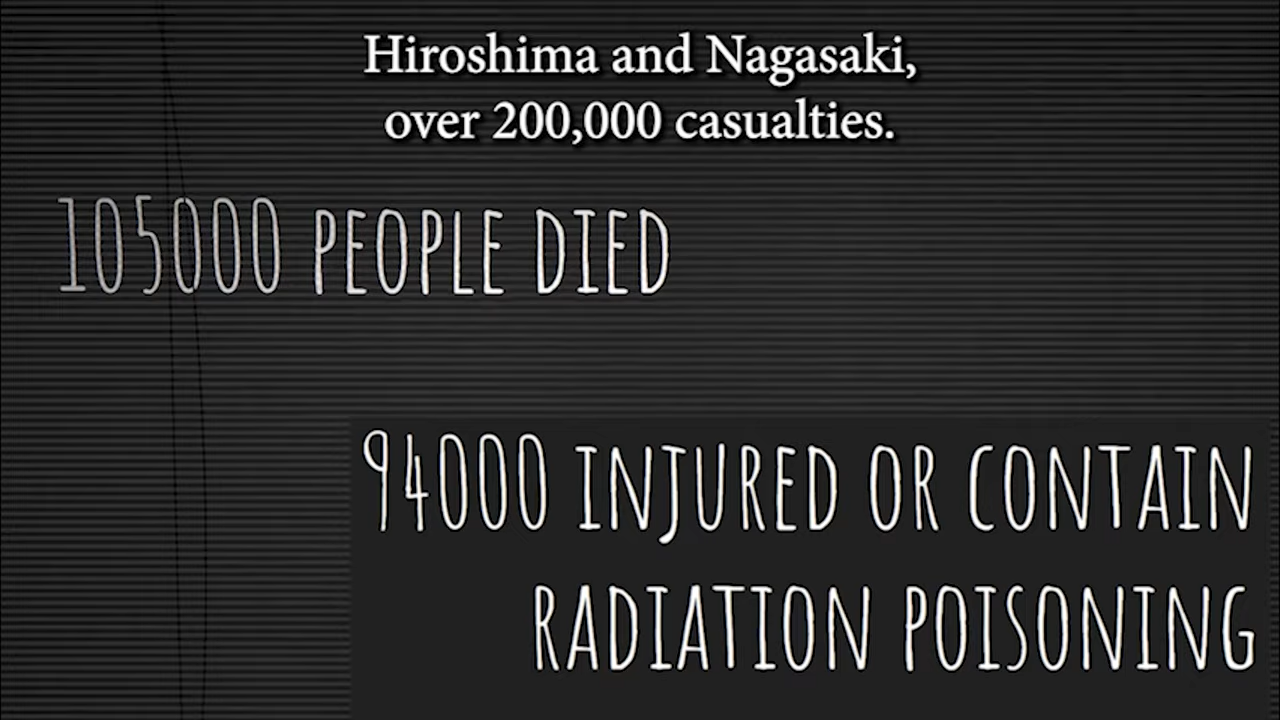 Hiroshima and Nagasaki,
over 200,000 casualties.
105000 PEOPLE DIED
94000 INJURED OR CONTAIN
RADIATION POISONING